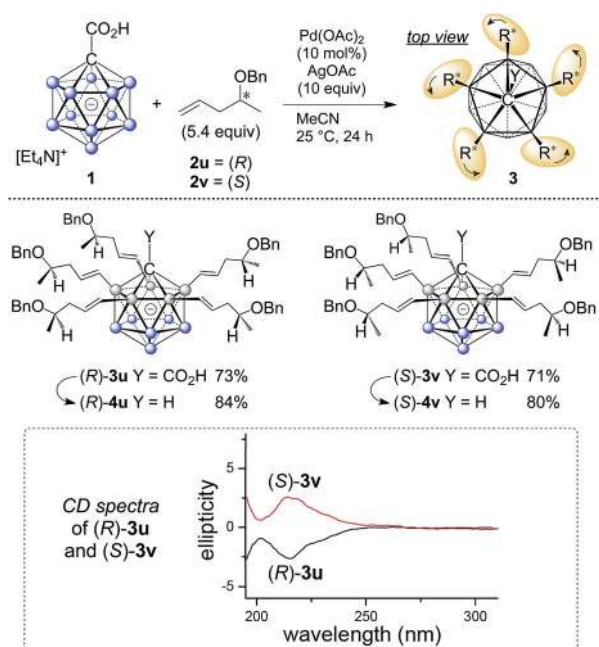 CO₂H
C
⊖
[Et₄N]⁺
1
+
OBn
*
(5.4 equiv)
2u = (R)
2v = (S)
Pd(OAc)₂
(10 mol%)
AgOAc
(10 equiv)
MeCN
25 °C, 24 h
top view
R*
R*
Y
R*
C
R*
R*
3
BnO
H
Y
BnO
H
C
OBn
H
BnO
H
⊖
OBn
H
BnO
H
Y
BnO
H
C
OBn
H
BnO
H
⊖
OBn
H
(R)-3u Y = CO₂H 73%
(R)-4u Y = H 84%
(S)-3v Y = CO₂H 71%
(S)-4v Y = H 80%
CD spectra
of (R)-3u
and (S)-3v
ellipticity
5
0
-5
(S)-3v
(R)-3u
200 250 300
wavelength (nm)